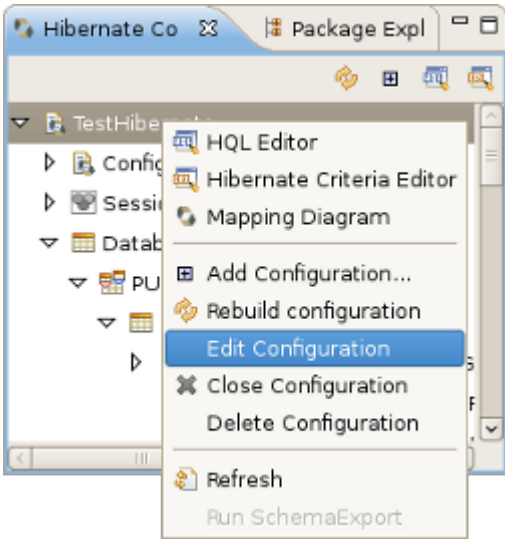 Hibernate Co Package Expl
TestHibernate
HQL Editor
Config
Hibernate Criteria Editor
Sessi
Mapping Diagram
Datab
PU
Add Configuration...
Rebuild configuration
Edit Configuration
Close Configuration
Delete Configuration
Refresh
Run SchemaExport